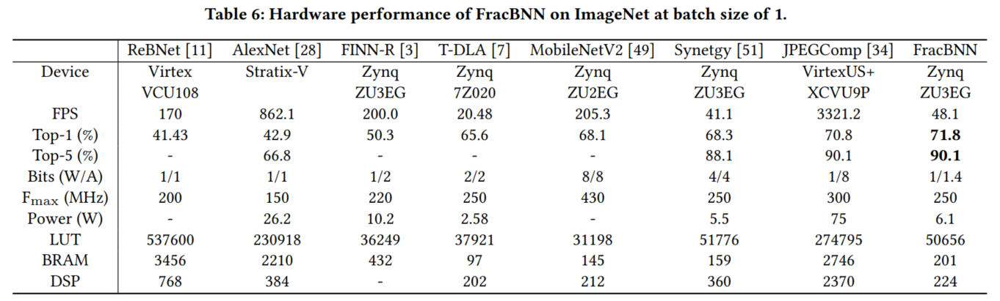 Table 6: Hardware performance of FracBNN on ImageNet at batch size of 1.
ReBNet [11] AlexNet [28] FINN-R [3] T-DLA [7] MobileNetV2 [49] Synetgy [51] JPEGComp [34] FracBNN
Device Virtex Stratix-V Zynq Zynq Zynq Zynq VirtexUS+ Zynq
VCU108 ZU3EG 7Z020 ZU2EG ZU3EG XCVU9P ZU3EG
FPS 170 862.1 200.0 20.48 205.3 41.1 3321.2 48.1
Top-1 (%) 41.43 42.9 50.3 65.6 68.1 68.3 70.8 71.8
Top-5 (%) - 66.8 - - - 88.1 90.1 90.1
Bits (W/A) 1/1 1/1 1/2 2/2 8/8 4/4 1/8 1/1.4
Fmax (MHz) 200 150 220 250 430 250 300 250
Power (W) - 26.2 10.2 2.58 - 5.5 75 6.1
LUT 537600 230918 36249 37921 31198 51776 274795 50656
BRAM 3456 2210 432 97 145 159 2746 201
DSP 768 384 - 202 212 360 2370 224